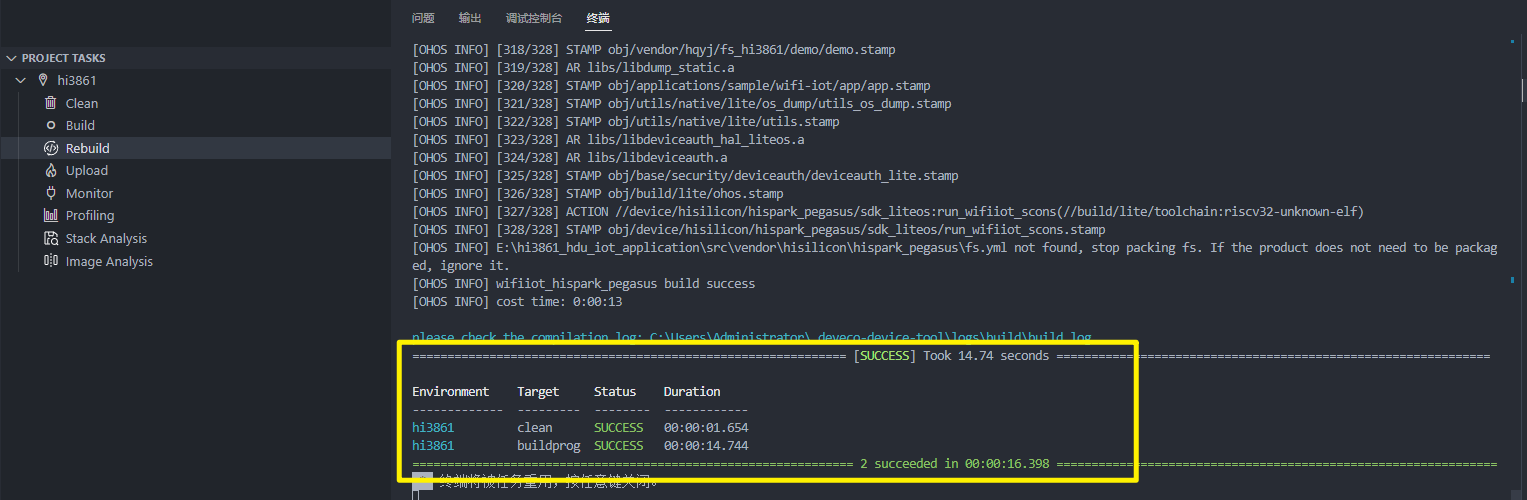 问题 输出 调试控制台 终端
PROJECT TASKS
hi3861
Clean
Build
Rebuild
Upload
Monitor
Profiling
Stack Analysis
Image Analysis
[OHOS INFO] [318/328] STAMP obj/vendor/hqyj/fs_hi3861/demo/demo.stamp
[OHOS INFO] [319/328] AR libs/libdump_static.a
[OHOS INFO] [320/328] STAMP obj/applications/sample/wifi-iot/app/app.stamp
[OHOS INFO] [321/328] STAMP obj/utils/native/lite/os_dump/utils_os_dump.stamp
[OHOS INFO] [322/328] STAMP obj/utils/native/lite/utils.stamp
[OHOS INFO] [323/328] AR libs/libdeviceauth_hal_liteos.a
[OHOS INFO] [324/328] AR libs/libdeviceauth.a
[OHOS INFO] [325/328] STAMP obj/base/security/deviceauth/deviceauth_lite.stamp
[OHOS INFO] [326/328] STAMP obj/build/lite/ohos.stamp
[OHOS INFO] [327/328] ACTION //device/hisilicon/hispark_pegasus/sdk_liteos:run_wifiiot_scons(//build/lite/toolchain:riscv32-unknown-elf)
[OHOS INFO] [328/328] STAMP obj/device/hisilicon/hispark_pegasus/sdk_liteos/run_wifiiot_scons.stamp
[OHOS INFO] E:\hi3861_hdu_iot_application\src\vendor\hisilicon\hispark_pegasus\fs.yml not found, stop packing fs. If the product does not need to be packag
ed, ignore it.
[OHOS INFO] wifiiot_hispark_pegasus build success
[OHOS INFO] cost time: 0:00:13
please check the compilation log: C:\Users\Administrator\.deveco-device-tool\logs\build\build.log
[SUCCESS] Took 14.74 seconds
Environment Target Status Duration
------------- --------- -------- ------------
hi3861 clean SUCCESS 00:00:01.654
hi3861 buildprog SUCCESS 00:00:14.744
2 succeeded in 00:00:16.398
终端将被任务重用，按任意键关闭。